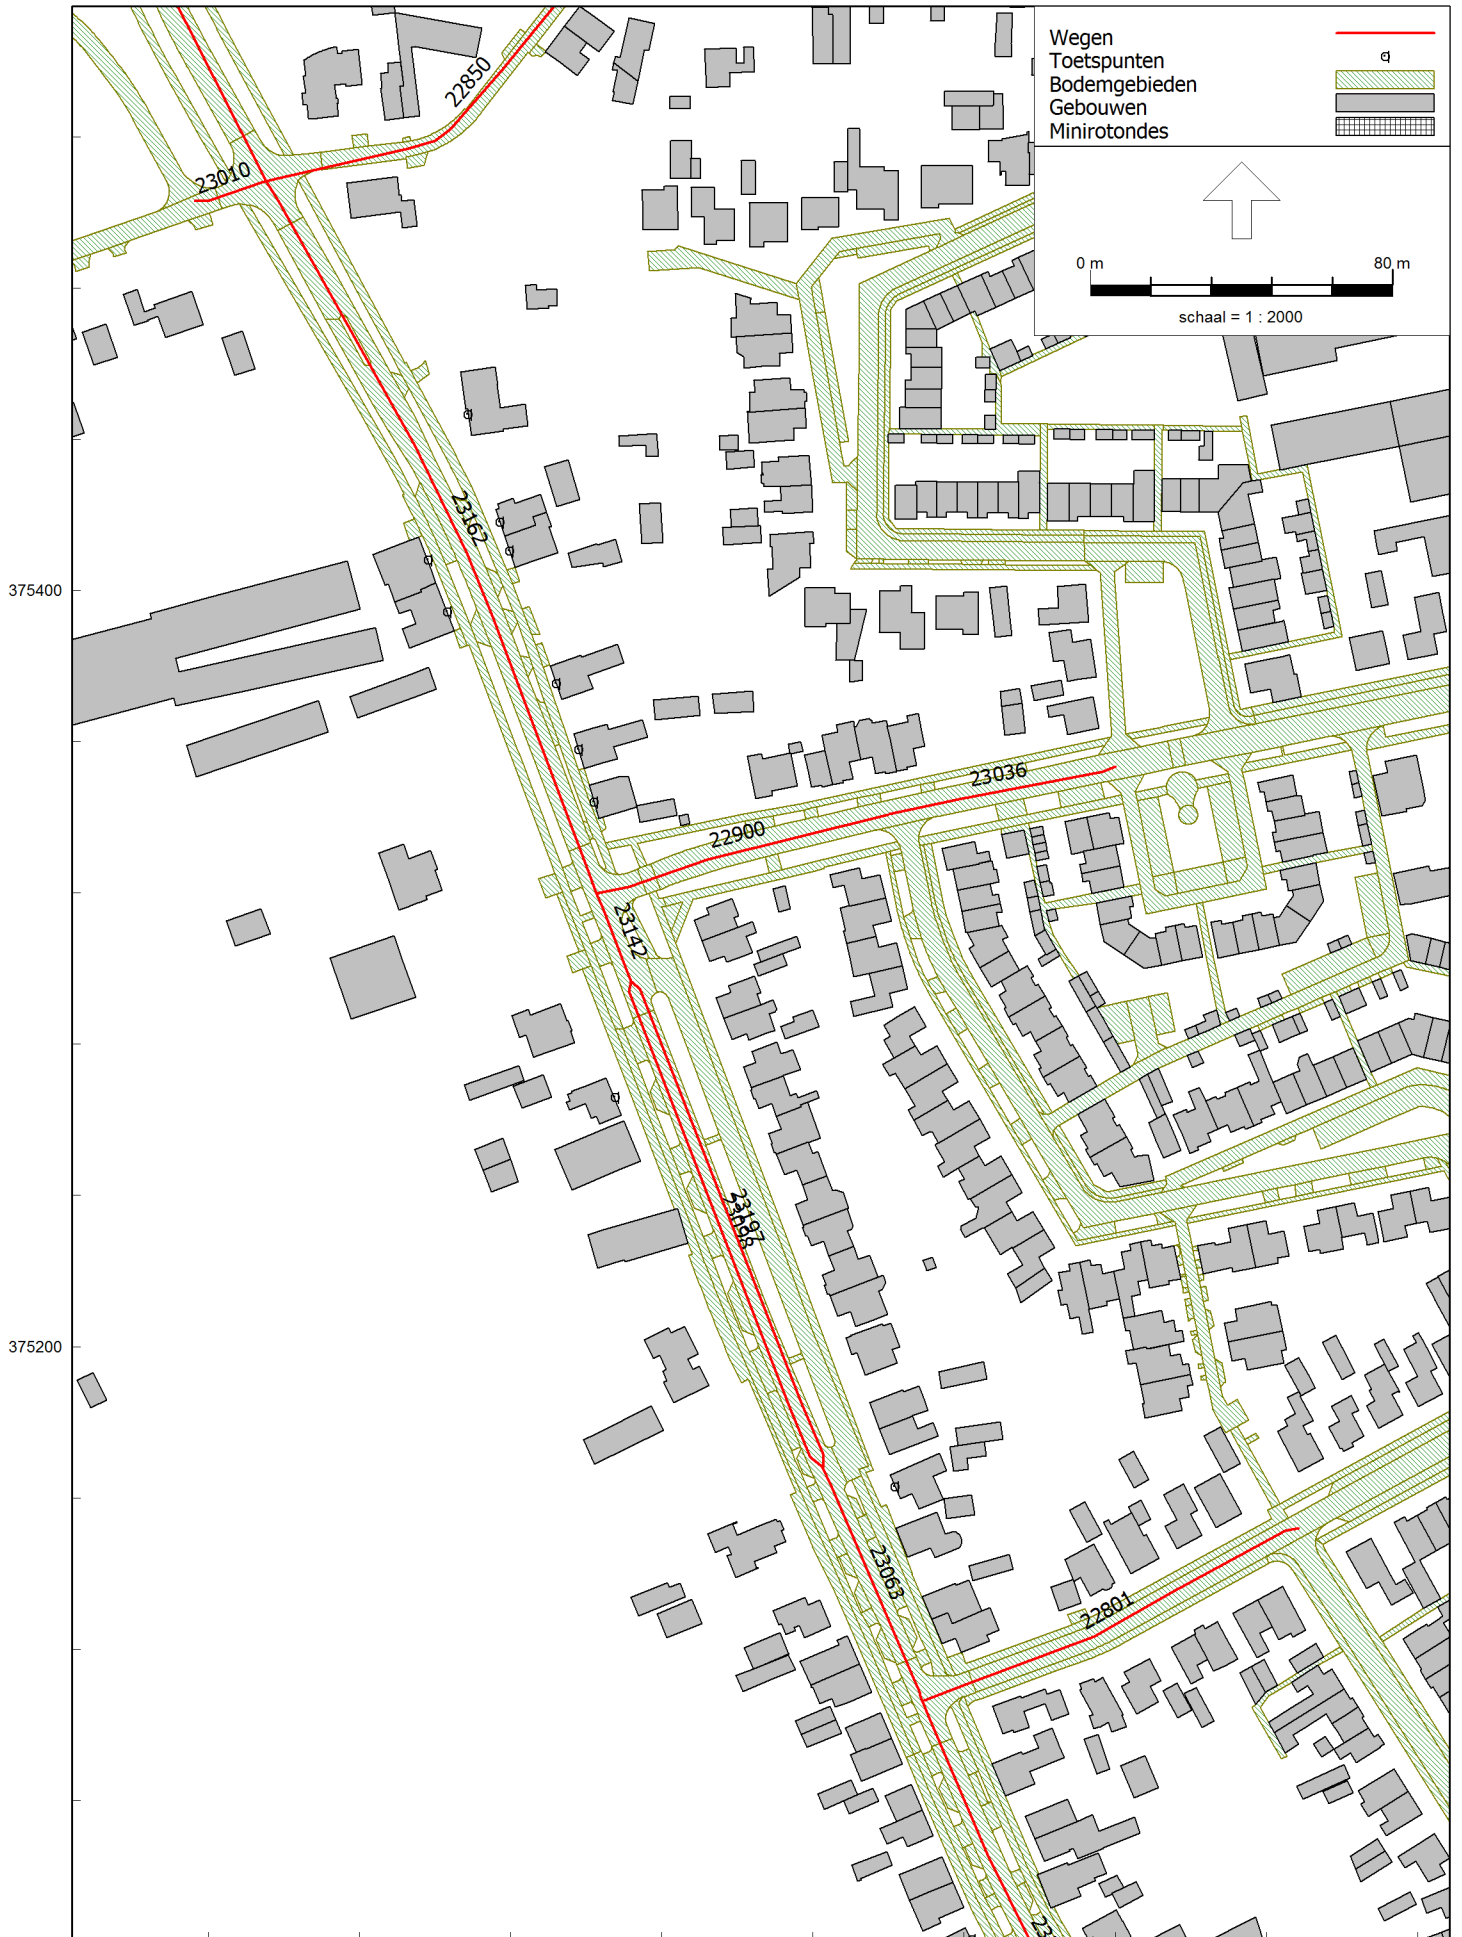 Wegen
Toetspunten
Bodemgebieden
Gebouwen
Minirotondes
0 m 80 m
schaal = 1 : 2000
22850
23010
23162
375400
23036
22900
23142
23197
375200
23063
22801